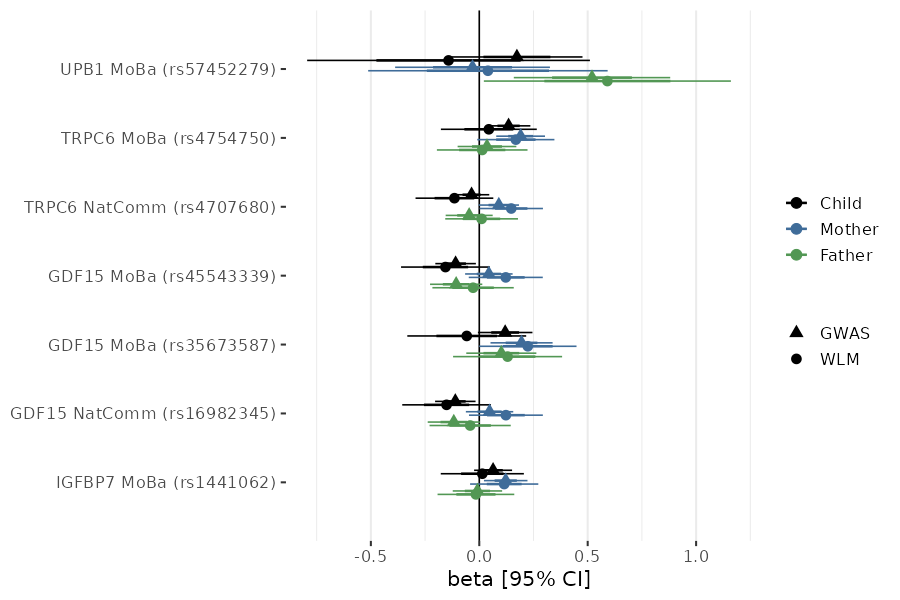 UPB1 MoBa (rs57452279)
TRPC6 MoBa (rs4754750)
TRPC6 NatComm (rs4707680)
GDF15 MoBa (rs45543339)
GDF15 MoBa (rs35673587)
GDF15 NatComm (rs16982345)
IGFBP7 MoBa (rs1441062)
-0.5 0.0 0.5 1.0
beta [95% CI]
Child
Mother
Father
GWAS
WLM